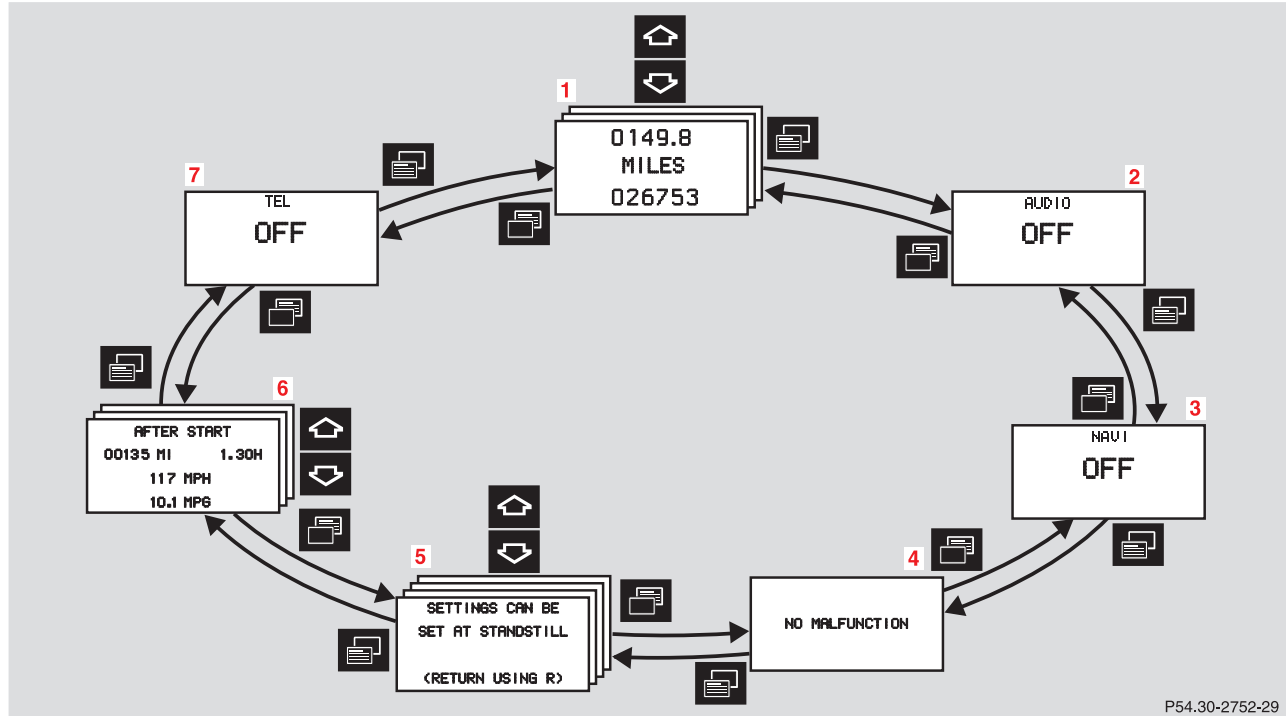 1
0149.8
MILES
026753
7
TEL
OFF
2
AUDIO
OFF
6
AFTER START
00135 MI 1.30H
117 MPH
10.1 MPG
3
NAVI
OFF
5
SETTINGS CAN BE
SET AT STANDSTILL
(RETURN USING R)
4
NO MALFUNCTION
P54.30-2752-29